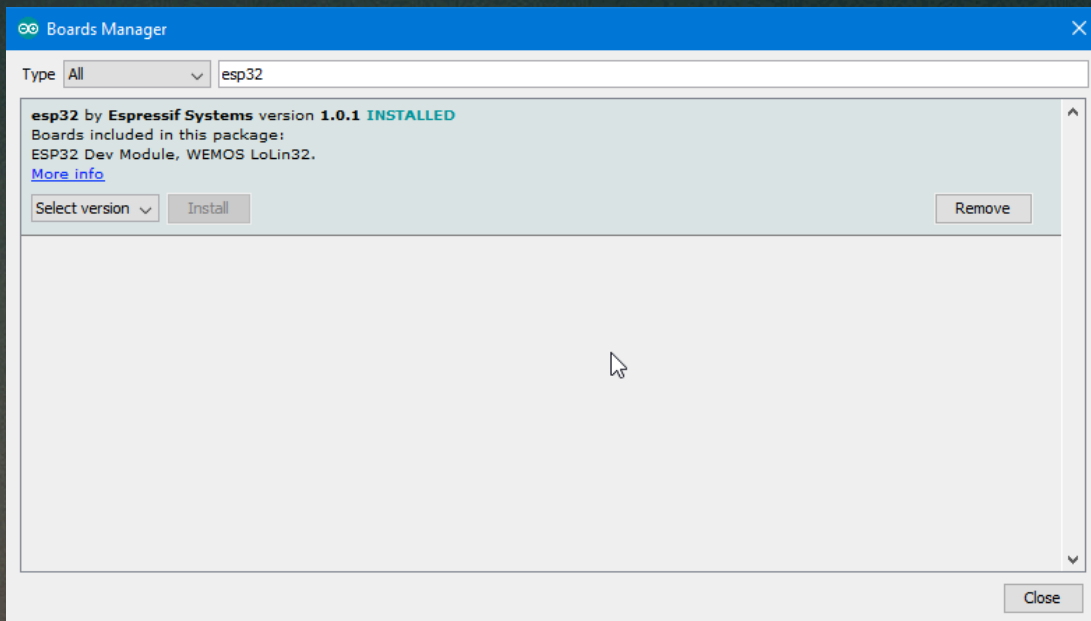 Boards Manager
Type All esp32
esp32 by Espressif Systems version 1.0.1 INSTALLED
Boards included in this package:
ESP32 Dev Module, WEMOS LoLin32.
More info
Select version Install Remove
Close